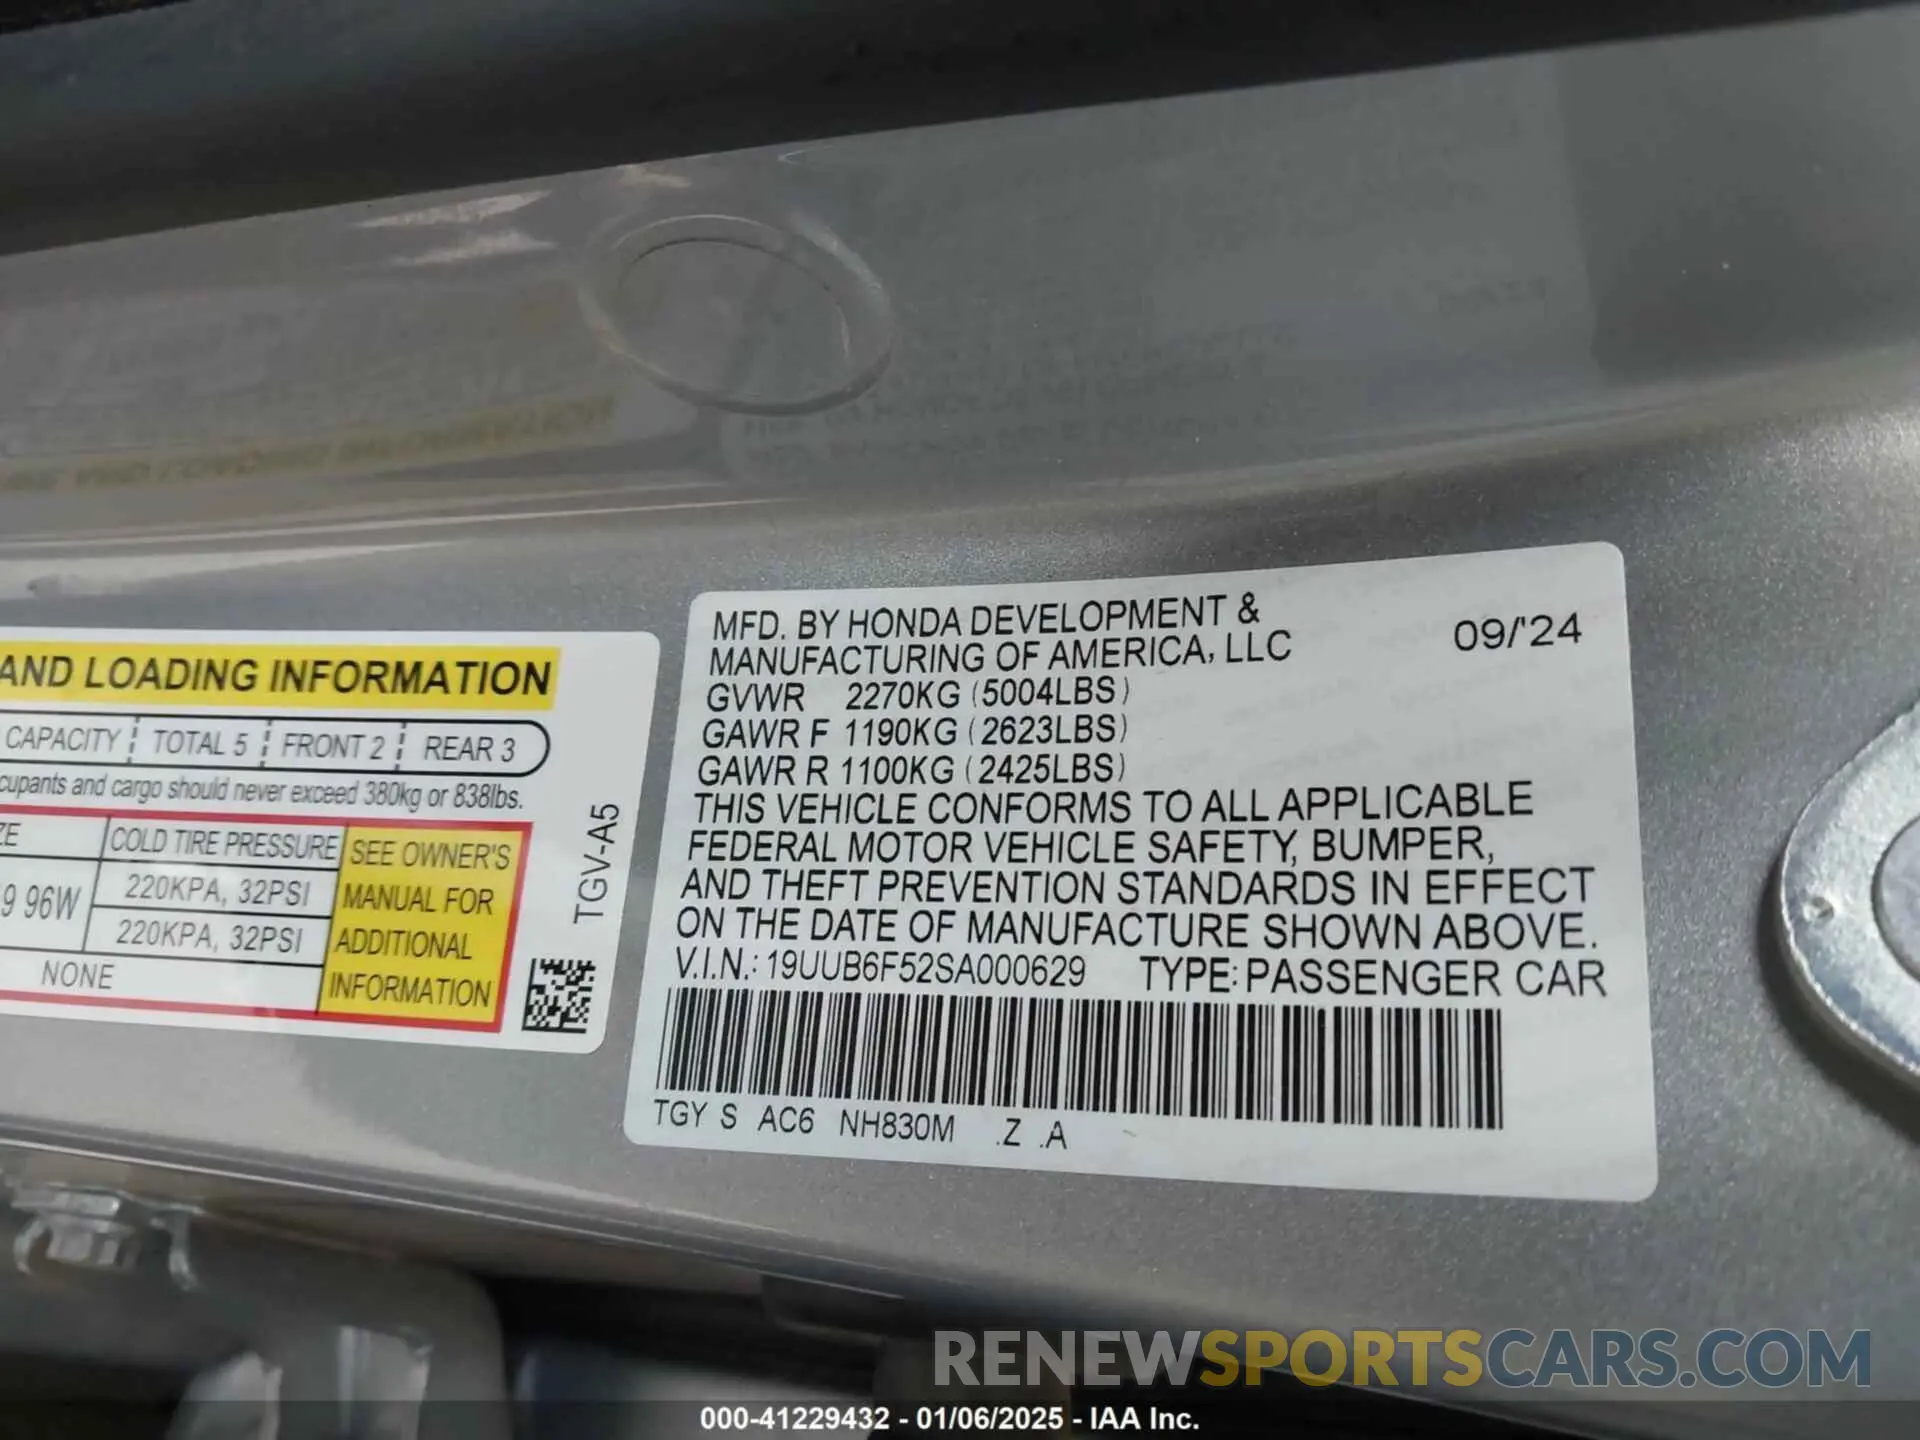 AND LOADING INFORMATION
CAPACITY TOTAL 5 FRONT 2 REAR 3
cupants and cargo should never exceed 380kg or 838lbs.
ZE COLD TIRE PRESSURE
9 96W 220KPA, 32PSI
220KPA, 32PSI
NONE
SEE OWNER'S
MANUAL FOR
ADDITIONAL
INFORMATION
TGV-A5
MFD. BY HONDA DEVELOPMENT &
MANUFACTURING OF AMERICA, LLC
09/'24
GVWR 2270KG (5004LBS)
GAWR F 1190KG (2623LBS)
GAWR R 1100KG (2425LBS)
THIS VEHICLE CONFORMS TO ALL APPLICABLE
FEDERAL MOTOR VEHICLE SAFETY, BUMPER,
AND THEFT PREVENTION STANDARDS IN EFFECT
ON THE DATE OF MANUFACTURE SHOWN ABOVE.
V.I.N.: 19UUB6F52SA000629 TYPE: PASSENGER CAR
TGY S AC6 NH830M .Z .A
RENEWSPORTSCARS.COM
000-41229432 - 01/06/2025 - IAA Inc.